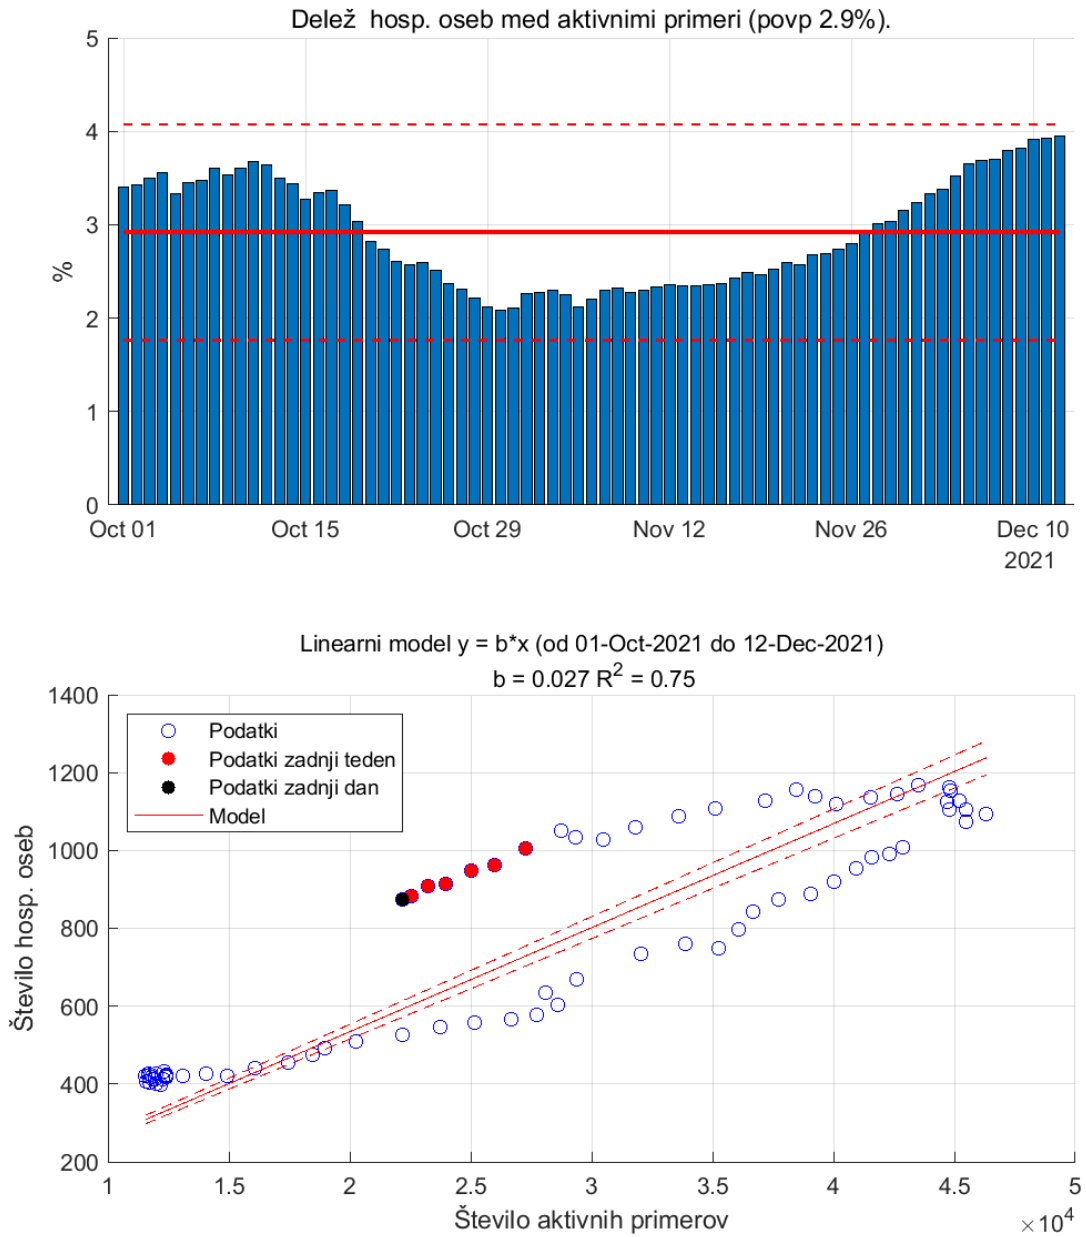 Delež  hosp. oseb med aktivnimi primeri (povp 2.9%).
5
4
3
2
1
0
%
Oct 01 Oct 15 Oct 29 Nov 12 Nov 26 Dec 10
2021
Linearni model y = b*x (od 01-Oct-2021 do 12-Dec-2021)
b = 0.027 R² = 0.75
1400
1200
1000
800
600
400
200
Število hosp. oseb
Podatki
Podatki zadnji teden
Podatki zadnji dan
Model
1 1.5 2 2.5 3 3.5 4 4.5 5
Število aktivnih primerov
×10⁴